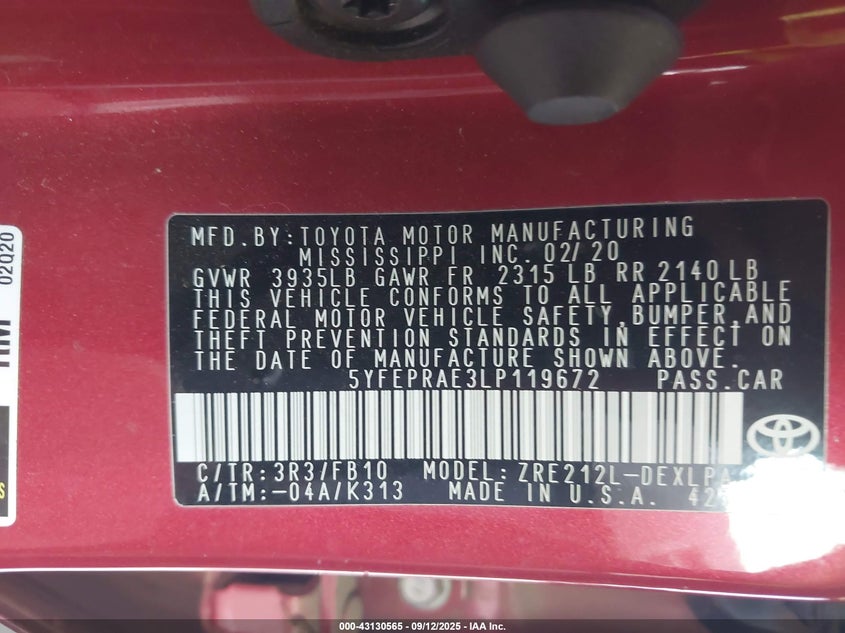 MFD.BY:TOYOTA MOTOR MANUFACTURING
MISSISSIPPI INC. 02/20
GVWR 3935LB GAWR FR 2315 LB RR 2140 LB
THIS VEHICLE CONFORMS TO ALL APPLICABLE
FEDERAL MOTOR VEHICLE SAFETY,BUMPER,AND
THEFT PREVENTION STANDARDS IN EFFECT ON
THE DATE OF MANUFACTURE SHOWN ABOVE.
5YFEPRAE3LP119672 PASS.CAR
C/TR:3R3/FB10 MODEL:ZRE212L-DEXLPA
A/TM:-04A/K313 MADE IN U.S.A.
02Q20
000-43130565 - 09/12/2025 - IAA Inc.